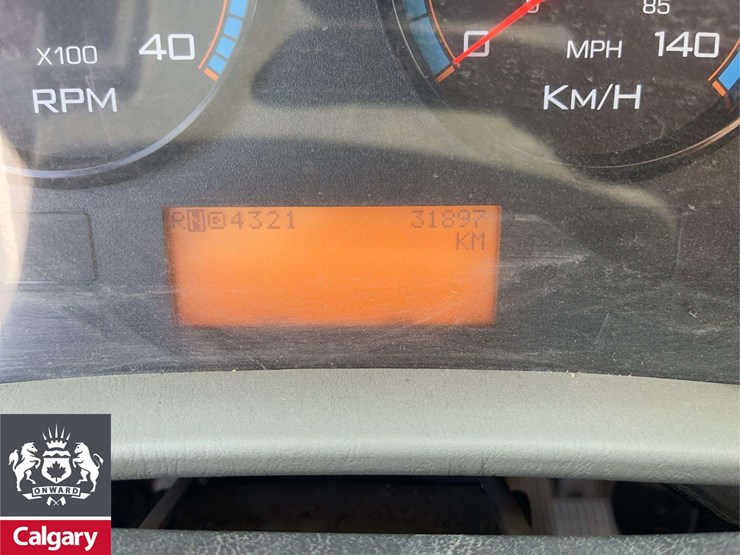 85
X100 40
0 MPH 140
RPM
KM/H
RND4321 31897
KM
ONWARD
Calgary